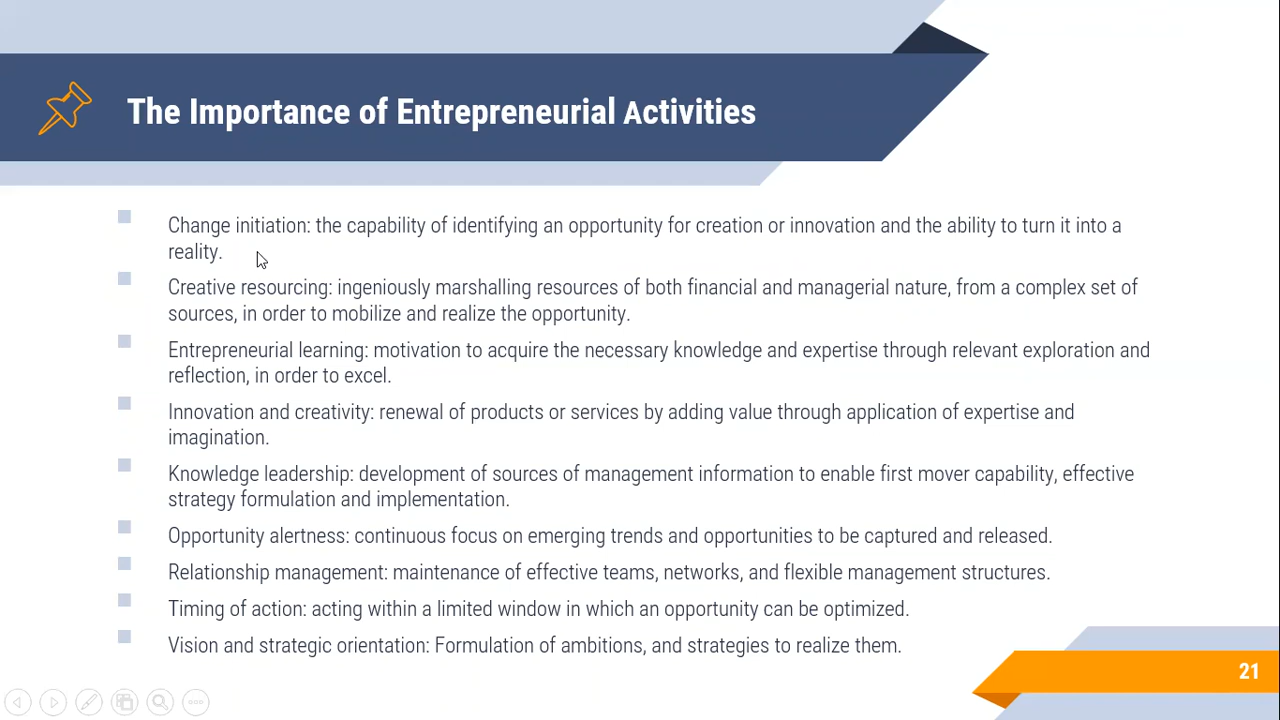 The Importance of Entrepreneurial Activities
Change initiation: the capability of identifying an opportunity for creation or innovation and the ability to turn it into a
reality.
Creative resourcing: ingeniously marshalling resources of both financial and managerial nature, from a complex set of
sources, in order to mobilize and realize the opportunity.
Entrepreneurial learning: motivation to acquire the necessary knowledge and expertise through relevant exploration and
reflection, in order to excel.
Innovation and creativity: renewal of products or services by adding value through application of expertise and
imagination.
Knowledge leadership: development of sources of management information to enable first mover capability, effective
strategy formulation and implementation.
Opportunity alertness: continuous focus on emerging trends and opportunities to be captured and released.
Relationship management: maintenance of effective teams, networks, and flexible management structures.
Timing of action: acting within a limited window in which an opportunity can be optimized.
Vision and strategic orientation: Formulation of ambitions, and strategies to realize them.
21